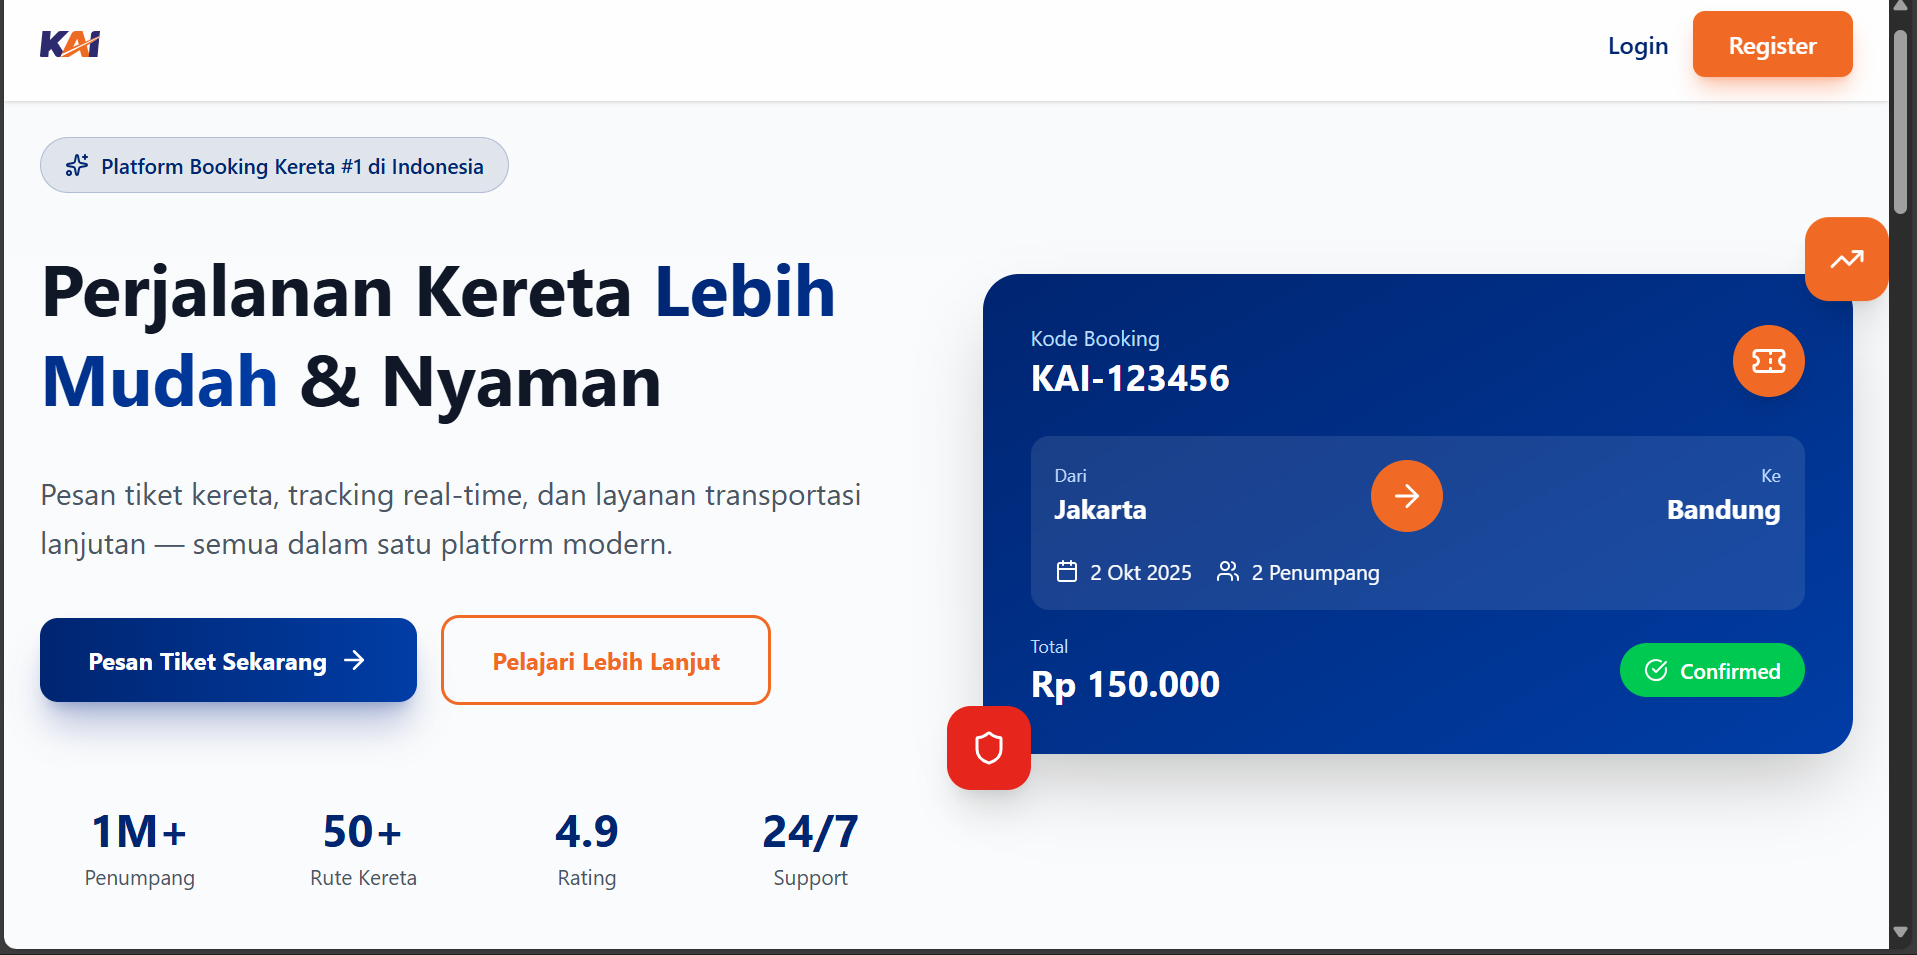 KAI
Login
Register
Platform Booking Kereta #1 di Indonesia
Perjalanan Kereta Lebih
Mudah & Nyaman
Pesan tiket kereta, tracking real-time, dan layanan transportasi
lanjutan — semua dalam satu platform modern.
Pesan Tiket Sekarang
Pelajari Lebih Lanjut
1M+
Penumpang
50+
Rute Kereta
4.9
Rating
24/7
Support
Kode Booking
KAI-123456
Dari
Jakarta
Ke
Bandung
2 Okt 2025
2 Penumpang
Total
Rp 150.000
Confirmed